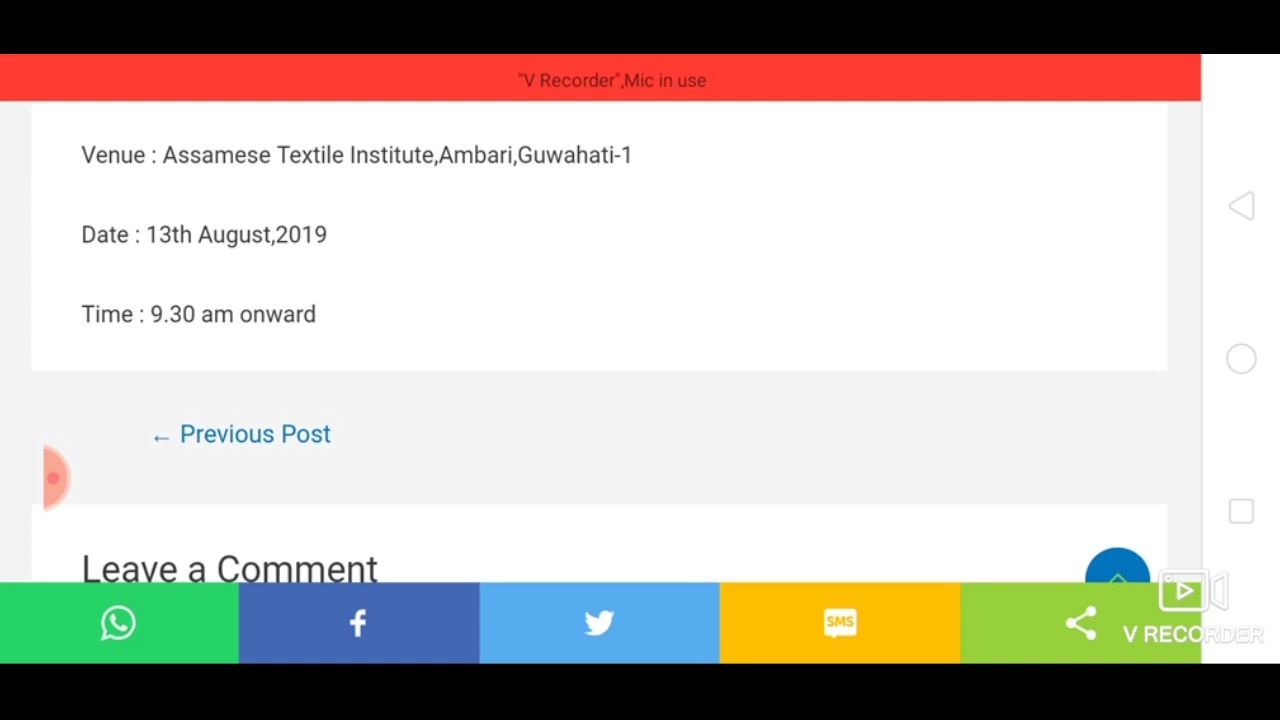 "V Recorder",Mic in use
Venue : Assamese Textile Institute,Ambari,Guwahati-1
Date : 13th August,2019
Time : 9.30 am onward
← Previous Post
Leave a Comment
SMS
V RECORDER